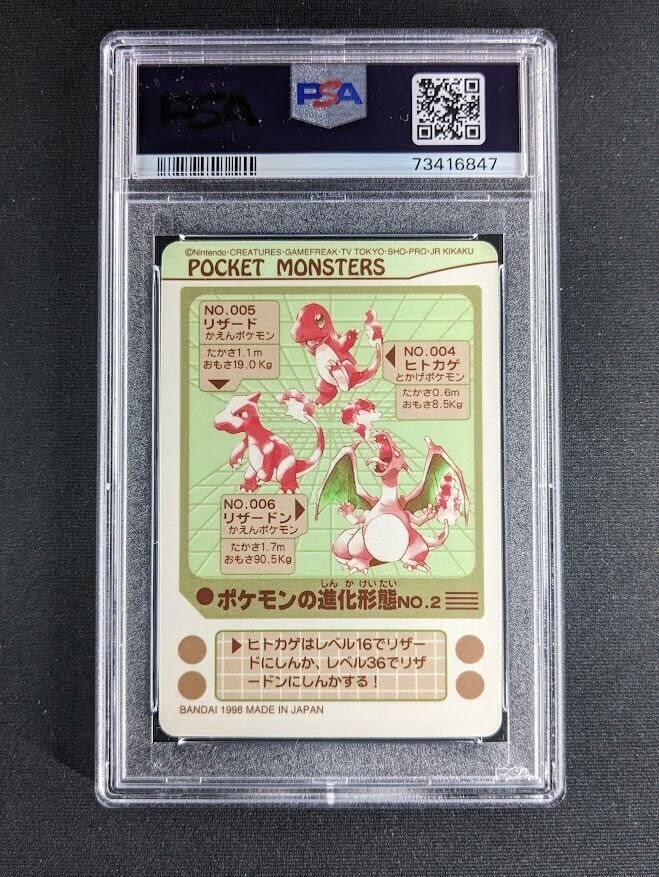 PSA
PSA
73416847
©Nintendo・CREATURES・GAMEFREAK・TV TOKYO・SHO-PRO・JR KIKAKU
POCKET MONSTERS
NO.005
リザード
かえんポケモン
たかさ1.1m
おもさ19.0Kg
NO.004
ヒトカゲ
とかげポケモン
たかさ0.6m
おもさ8.5Kg
NO.006
リザードン
かえんポケモン
たかさ1.7m
おもさ90.5Kg
しんかけいたい
ポケモンの進化形態NO.2
ヒトカゲはレベル16でリザー
ドにしんか、レベル36でリザ
ードンにしんかする!
BANDAI 1998 MADE IN JAPAN
PSA